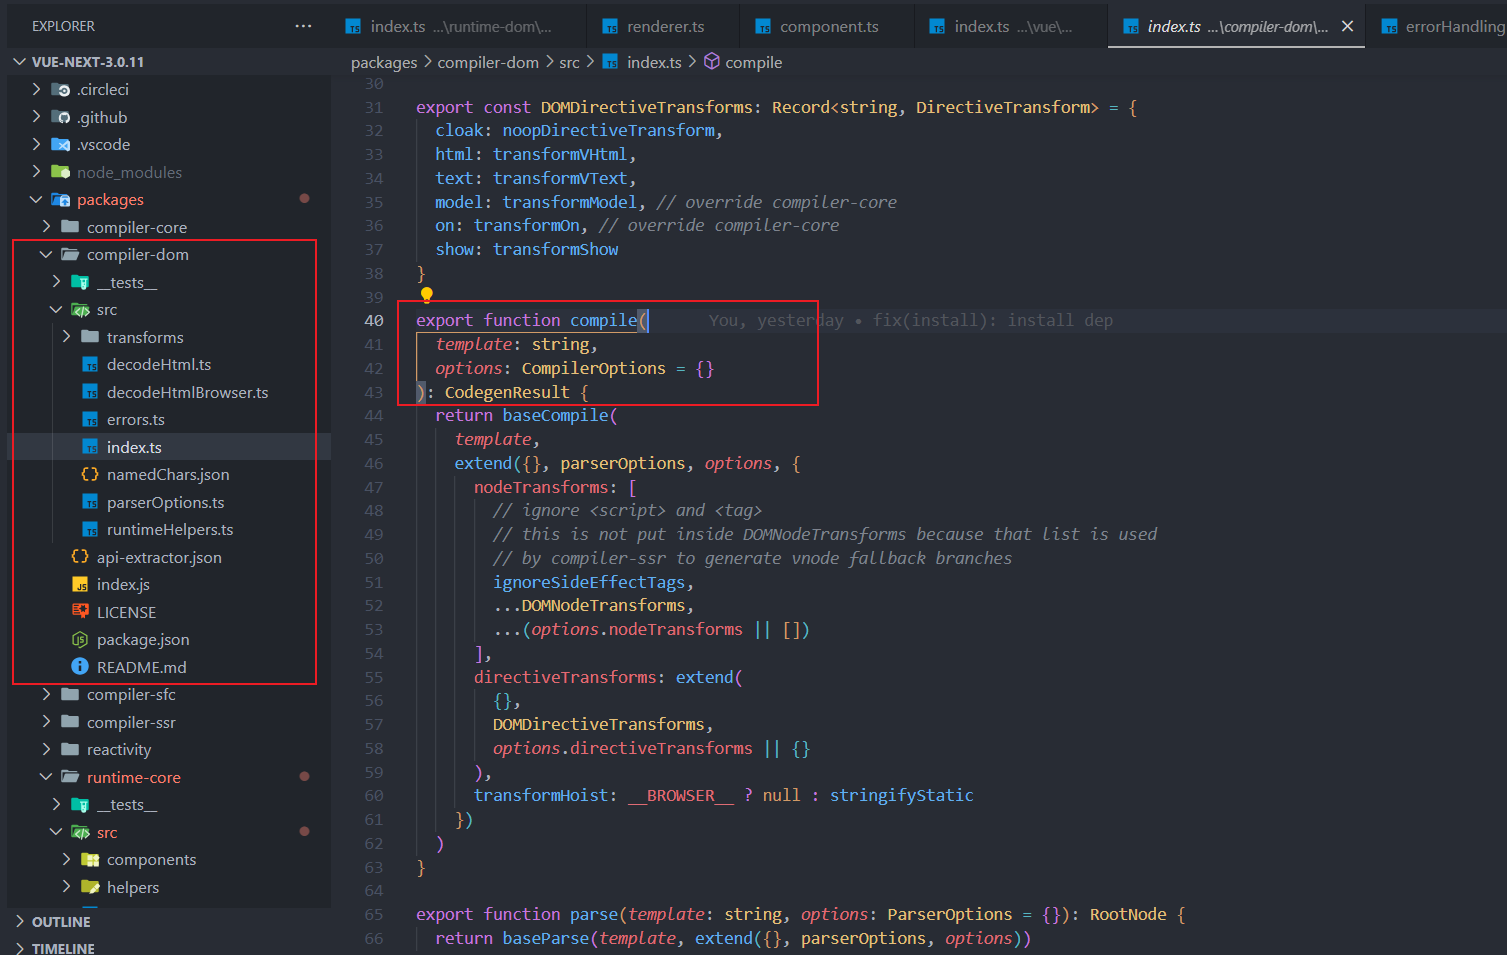 EXPLORER
···
index.ts ...\runtime-dom\...
renderer.ts
component.ts
index.ts ...\vue\...
index.ts ...\compiler-dom\...
errorHandling
VUE-NEXT-3.0.11
packages > compiler-dom > src > index.ts > compile
.circleci
.github
.vscode
node_modules
packages
compiler-core
compiler-dom
__tests__
src
transforms
decodeHtml.ts
decodeHtmlBrowser.ts
errors.ts
index.ts
namedChars.json
parserOptions.ts
runtimeHelpers.ts
api-extractor.json
index.js
LICENSE
package.json
README.md
compiler-sfc
compiler-ssr
reactivity
runtime-core
__tests__
src
components
helpers
OUTLINE
TIMELINE
30
31 export const DOMDirectiveTransforms: Record<string, DirectiveTransform> = {
32 cloak: noopDirectiveTransform,
33 html: transformVHtml,
34 text: transformVText,
35 model: transformModel, // override compiler-core
36 on: transformOn, // override compiler-core
37 show: transformShow
38 }
39
40 export function compile( You, yesterday • fix(install): install dep
41 template: string,
42 options: CompilerOptions = {}
43 ): CodegenResult {
44 return baseCompile(
45 template,
46 extend({}, parserOptions, options, {
47 nodeTransforms: [
48 // ignore <script> and <tag>
49 // this is not put inside DOMNodeTransforms because that list is used
50 // by compiler-ssr to generate vnode fallback branches
51 ignoreSideEffectTags,
52 ...DOMNodeTransforms,
53 ...(options.nodeTransforms || [])
54 ],
55 directiveTransforms: extend(
56 {},
57 DOMDirectiveTransforms,
58 options.directiveTransforms || {}
59 ),
60 transformHoist: __BROWSER__ ? null : stringifyStatic
61 })
62 )
63 }
64
65 export function parse(template: string, options: ParserOptions = {}): RootNode {
66 return baseParse(template, extend({}, parserOptions, options))